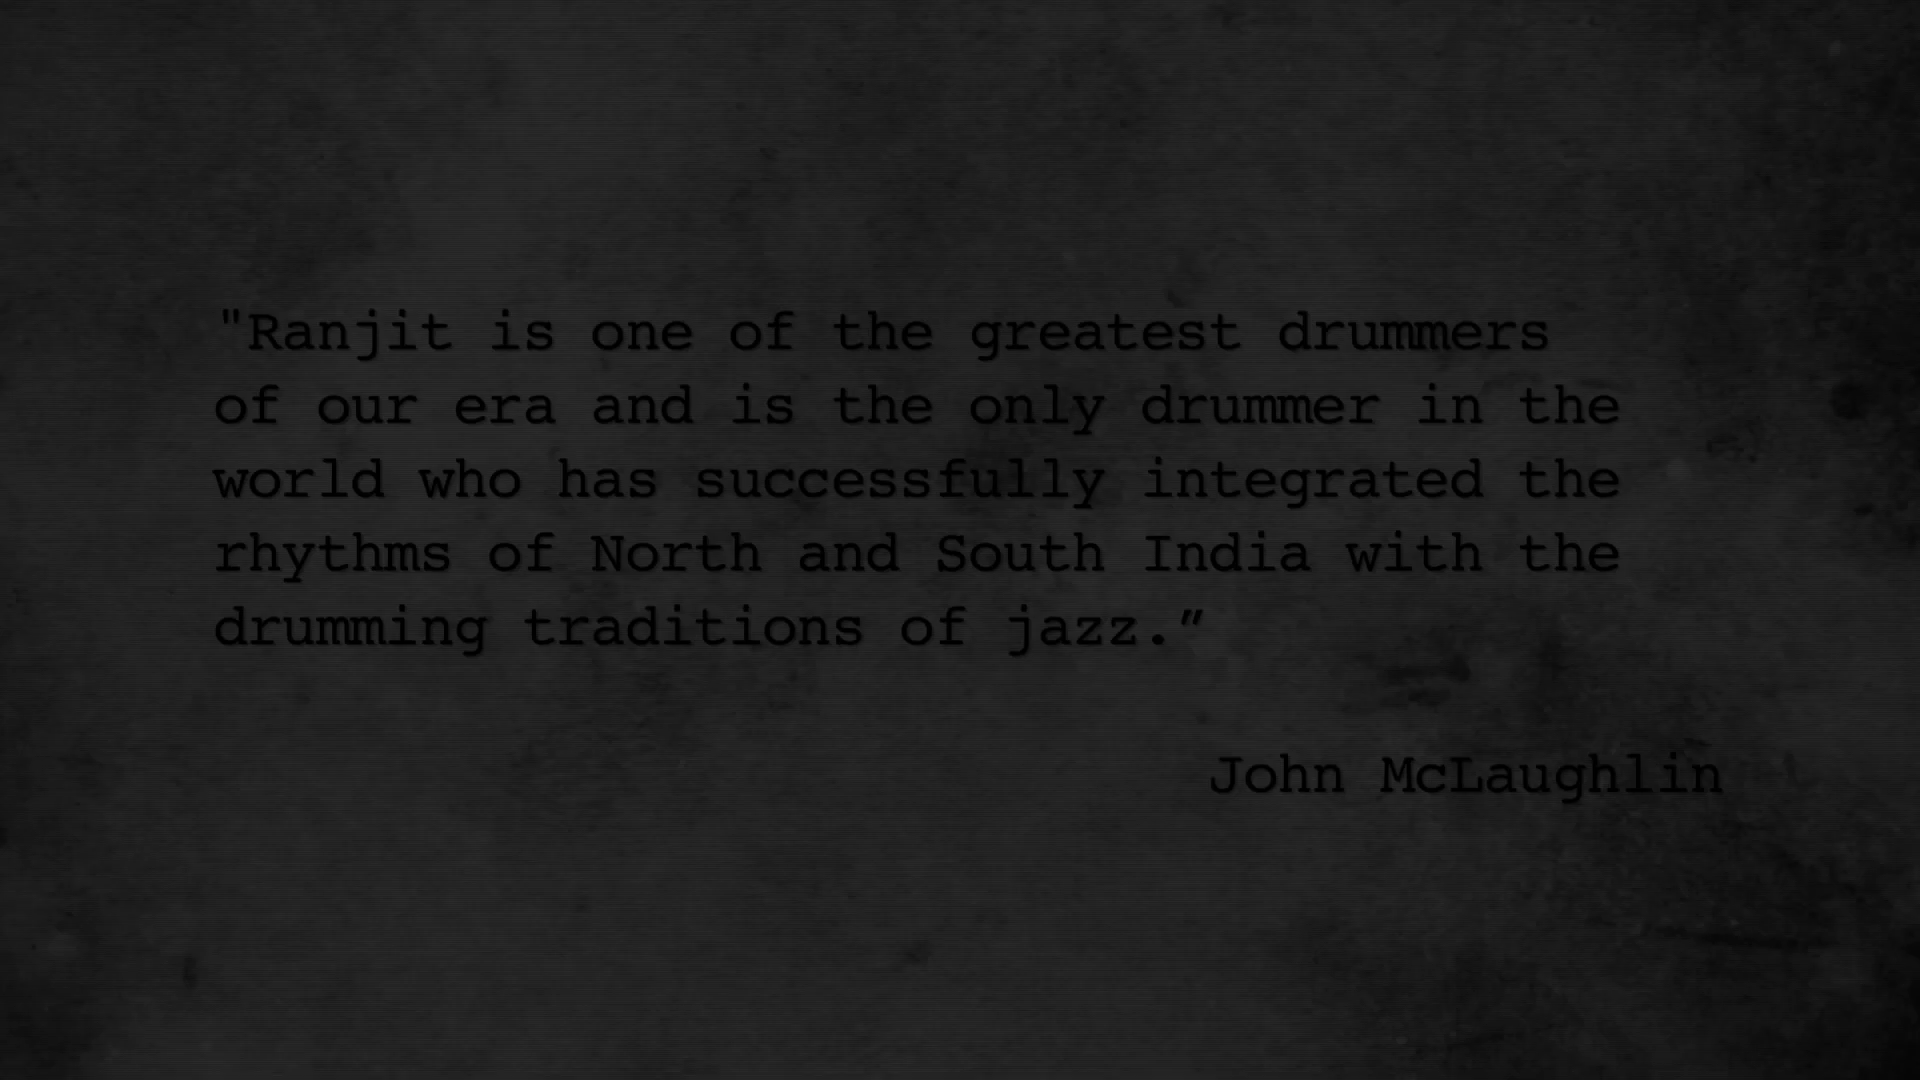 "Ranjit is one of the greatest drummers
of our era and is the only drummer in the
world who has successfully integrated the
rhythms of North and South India with the
drumming traditions of jazz.”
John McLaughlin